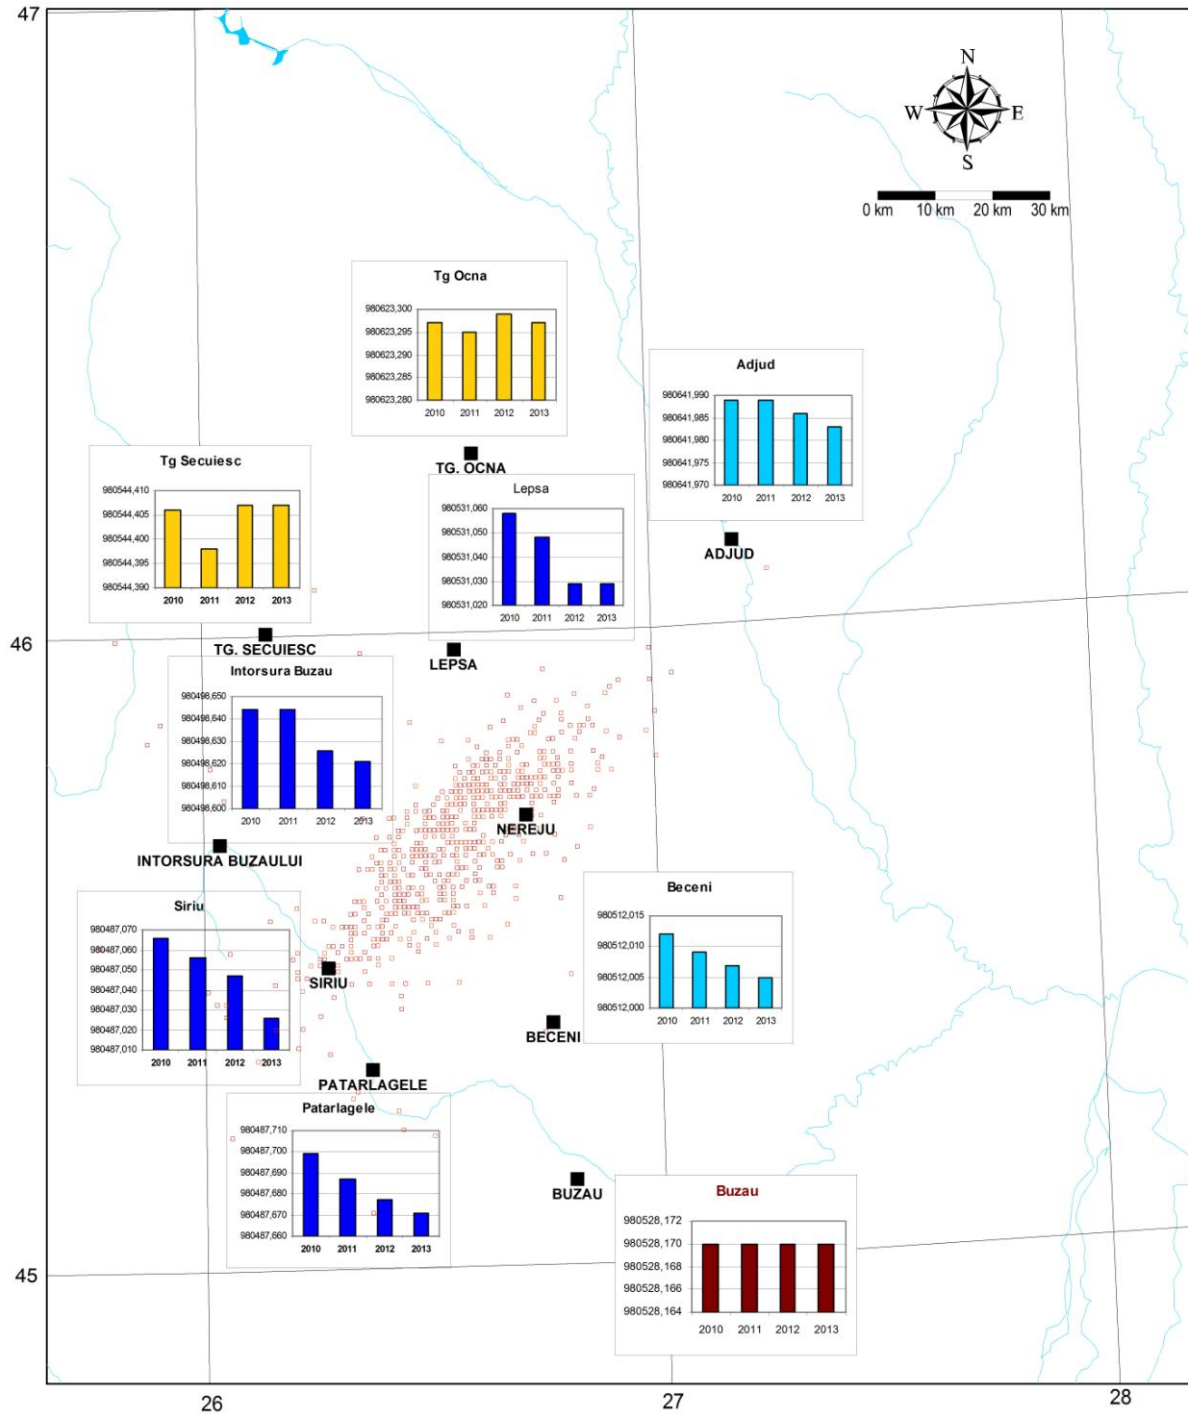 47
N
W E
S
0 km 10 km 20 km 30 km
Tg Ocna
980623,300
980623,295
980623,290
980623,285
980623,280
2010 2011 2012 2013
TG. OCNA
Adjud
980641,990
980641,985
980641,980
980641,975
980641,970
2010 2011 2012 2013
ADJUD
Tg Secuiesc
980544,410
980544,405
980544,400
980544,395
980544,390
2010 2011 2012 2013
TG. SECUIESC
Lepsa
980531,060
980531,050
980531,040
980531,030
980531,020
2010 2011 2012 2013
LEPSA
46
Intorsura Buzau
980498,650
980498,640
980498,630
980498,620
980498,610
980498,600
2010 2011 2012 2013
INTORSURA BUZAULUI
NEREJU
Siriu
980487,070
980487,060
980487,050
980487,040
980487,030
980487,020
980487,010
2010 2011 2012 2013
SIRIU
Beceni
980512,015
980512,010
980512,005
980512,000
2010 2011 2012 2013
BECENI
PATARLAGELE
Patarlagele
980487,710
980487,700
980487,690
980487,680
980487,670
980487,660
2010 2011 2012 2013
BUZAU
Buzau
980528,172
980528,170
980528,168
980528,166
980528,164
2010 2011 2012 2013
45
26 27 28